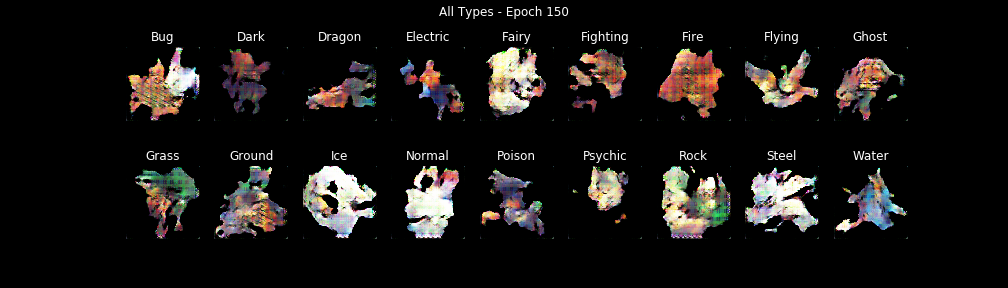 All Types - Epoch 150
Bug Dark Dragon Electric Fairy Fighting Fire Flying Ghost
Grass Ground Ice Normal Poison Psychic Rock Steel Water